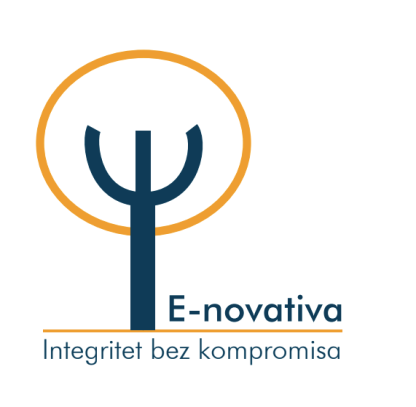 E-novativa
Integritet bez kompromisa